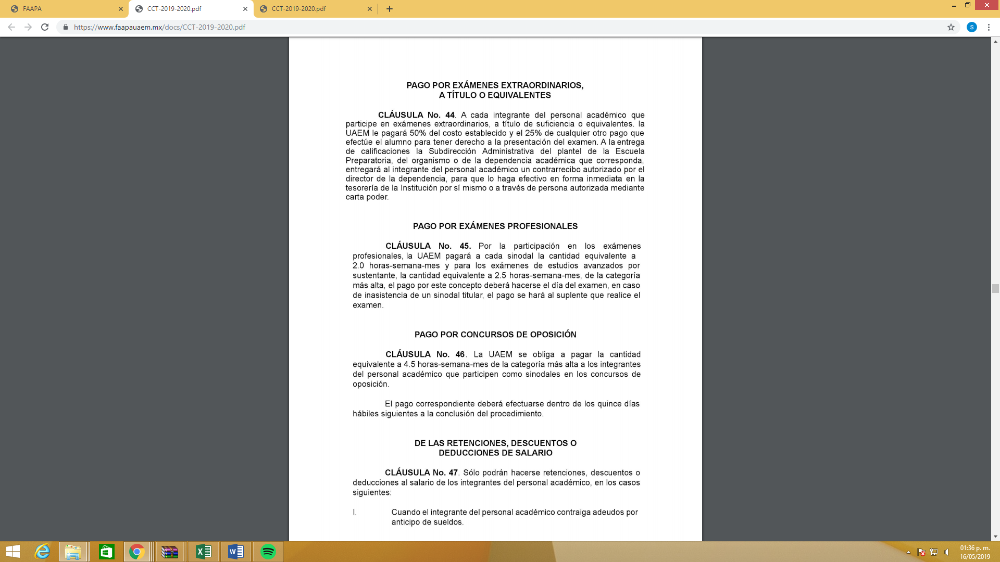 FAAPA
CCT-2019-2020.pdf
CCT-2019-2020.pdf
https://www.faapauaem.mx/docs/CCT-2019-2020.pdf
S
PAGO POR EXÁMENES EXTRAORDINARIOS,
A TÍTULO O EQUIVALENTES
CLÁUSULA No. 44. A cada integrante del personal académico que
participe en exámenes extraordinarios, a título de suficiencia o equivalentes. la
UAEM le pagará 50% del costo establecido y el 25% de cualquier otro pago que
efectúe el alumno para tener derecho a la presentación del examen. A la entrega
de calificaciones la Subdirección Administrativa del plantel de la Escuela
Preparatoria, del organismo o de la dependencia académica que corresponda,
entregará al integrante del personal académico un contrarrecibo autorizado por el
director de la dependencia, para que lo haga efectivo en forma inmediata en la
tesorería de la Institución por sí mismo o a través de persona autorizada mediante
carta poder.
PAGO POR EXÁMENES PROFESIONALES
CLÁUSULA No. 45. Por la participación en los exámenes
profesionales, la UAEM pagará a cada sinodal la cantidad equivalente a
2.0 horas-semana-mes y para los exámenes de estudios avanzados por
sustentante, la cantidad equivalente a 2.5 horas-semana-mes, de la categoría
más alta, el pago por este concepto deberá hacerse el día del examen, en caso
de inasistencia de un sinodal titular, el pago se hará al suplente que realice el
examen.
PAGO POR CONCURSOS DE OPOSICIÓN
CLÁUSULA No. 46. La UAEM se obliga a pagar la cantidad
equivalente a 4.5 horas-semana-mes de la categoría más alta a los integrantes
del personal académico que participen como sinodales en los concursos de
oposición.
El pago correspondiente deberá efectuarse dentro de los quince días
hábiles siguientes a la conclusión del procedimiento.
DE LAS RETENCIONES, DESCUENTOS O
DEDUCCIONES DE SALARIO
CLÁUSULA No. 47. Sólo podrán hacerse retenciones, descuentos o
deducciones al salario de los integrantes del personal académico, en los casos
siguientes:
I. Cuando el integrante del personal académico contraiga adeudos por
anticipo de sueldos.
01:36 p. m.
16/05/2019